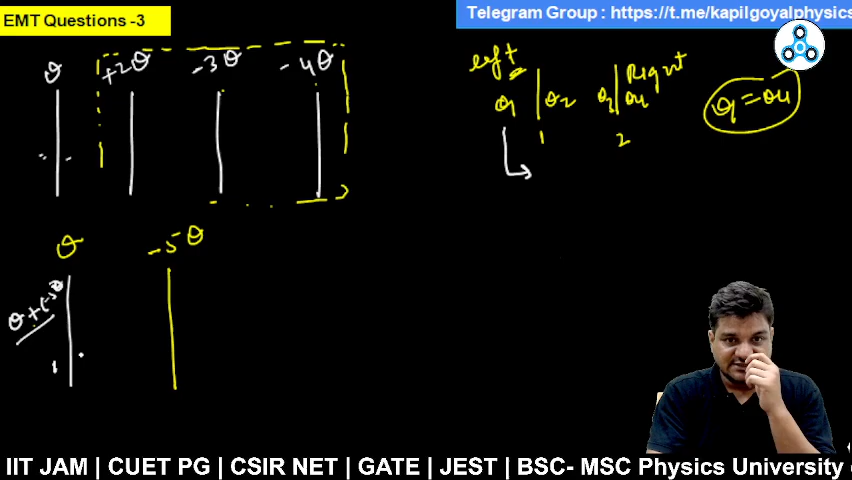 EMT Questions -3
Telegram Group : https://t.me/kapilgoyalphysics
Q +2Q -3Q -4Q
left Right
Q1 Q2 Q3 Q4
1 2
Q1 = Q4
Q -5Q
Q + (-5Q
IIT JAM | CUET PG | CSIR NET | GATE | JEST | BSC- MSC Physics University